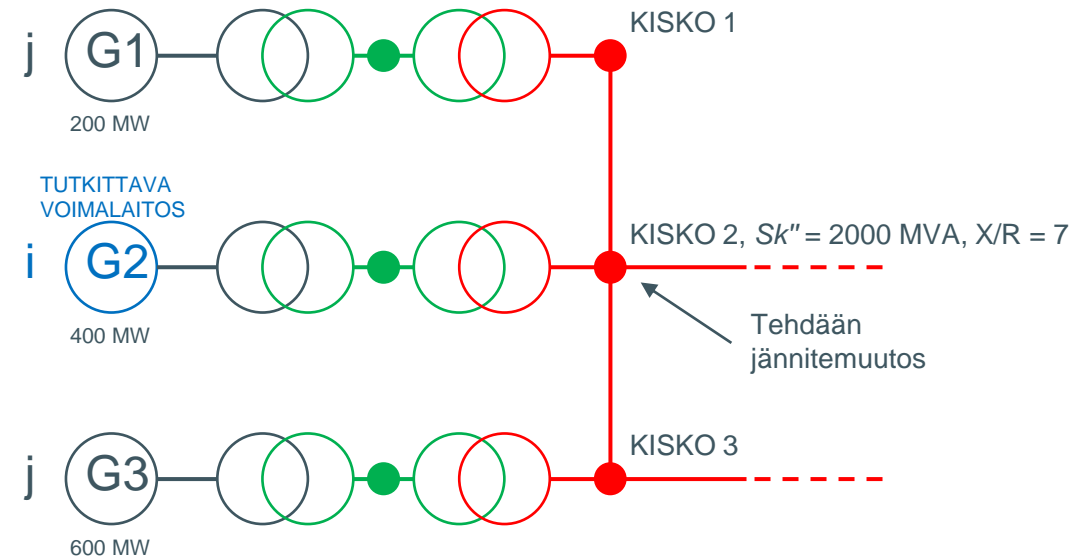 KISKO 1
j G1
200 MW
TUTKITTAVA
VOIMALAITOS
i G2
KISKO 2, Sk'' = 2000 MVA, X/R = 7
400 MW
Tehdään
jännitemuutos
KISKO 3
j G3
600 MW